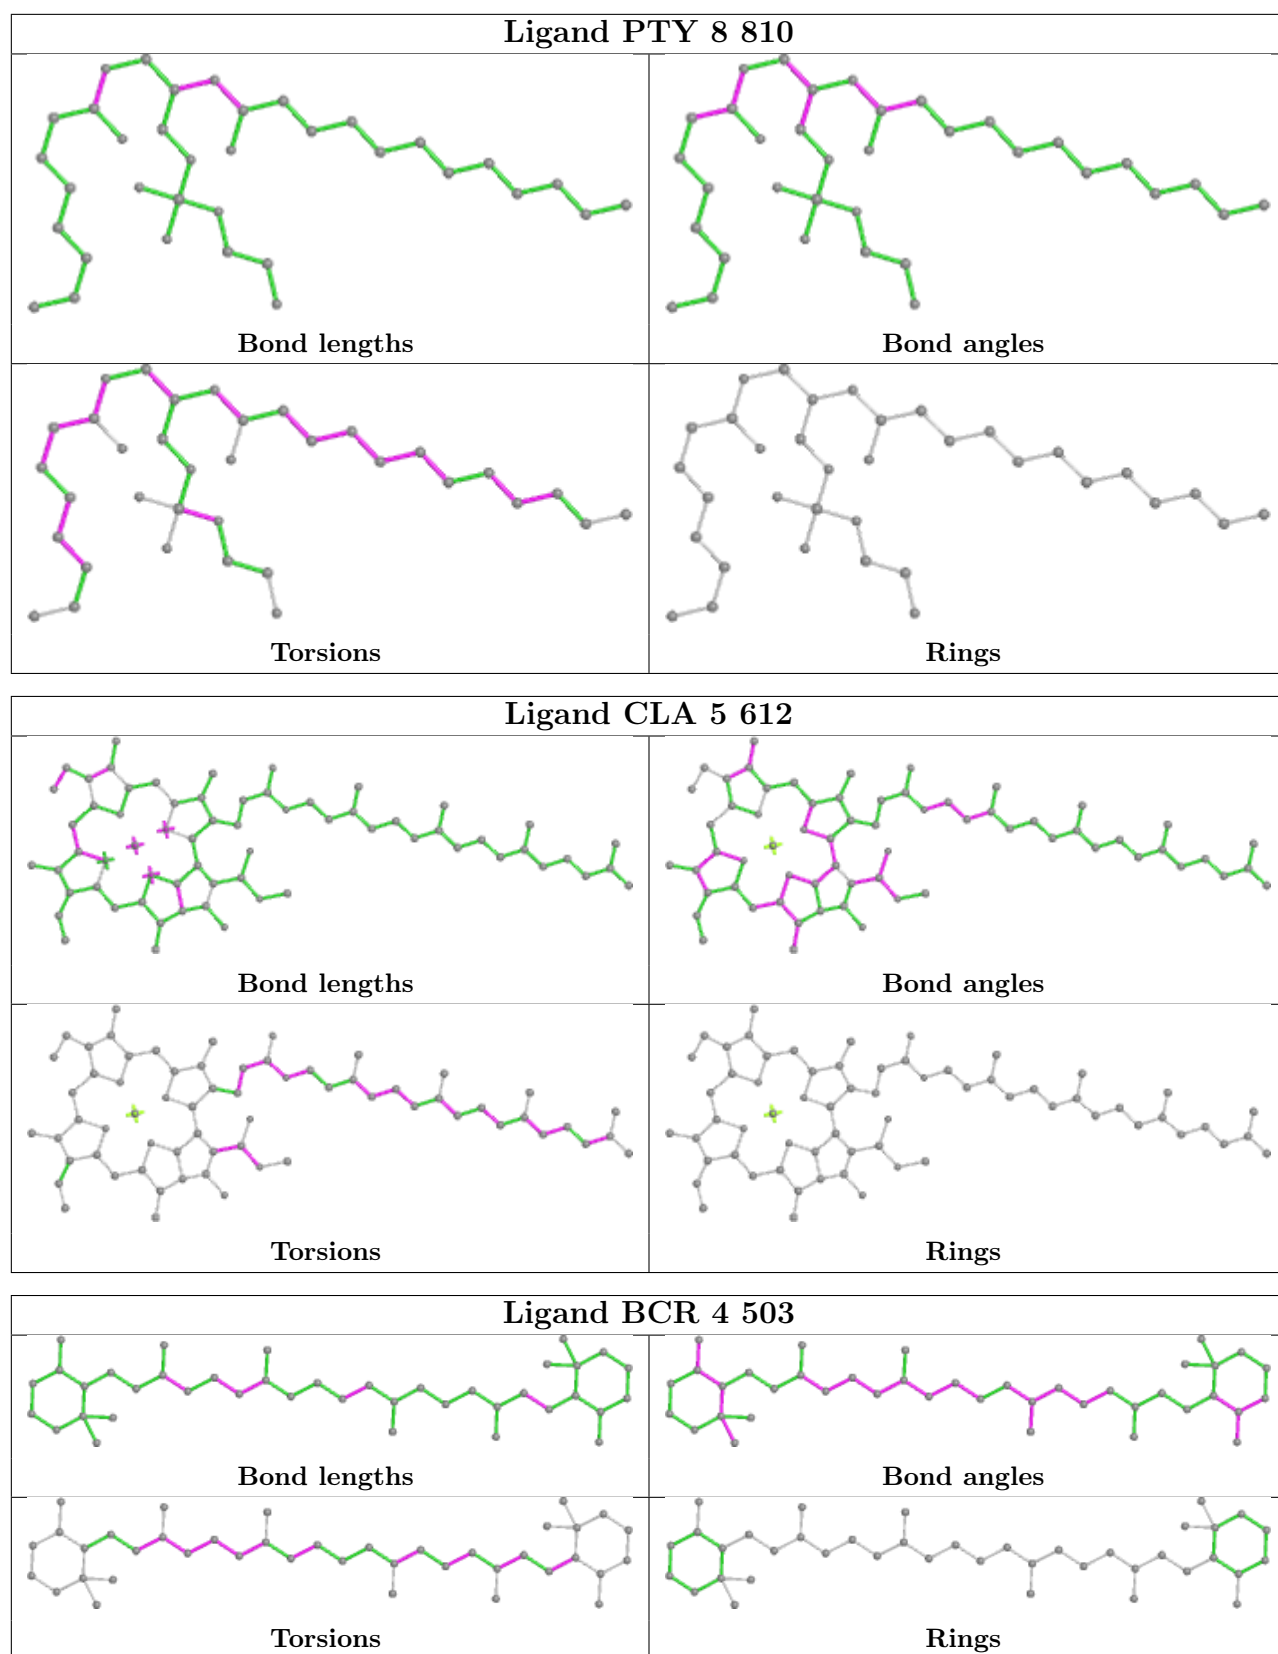 Ligand PTY 8 810
Bond lengths
Bond angles
Torsions
Rings
Ligand CLA 5 612
Bond lengths
Bond angles
Torsions
Rings
Ligand BCR 4 503
Bond lengths
Bond angles
Torsions
Rings